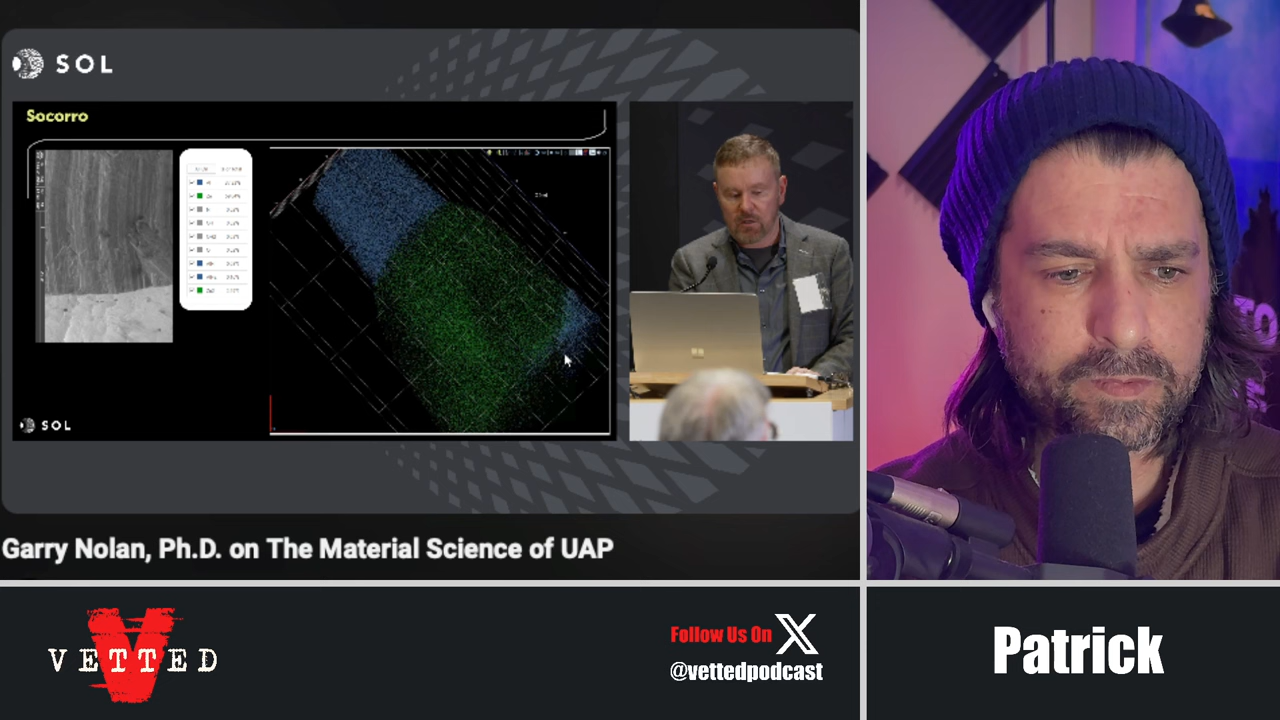 SOL
Socorro
SOL
Garry Nolan, Ph.D. on The Material Science of UAP
VETTED
Follow Us On X
@vettedpodcast
Patrick